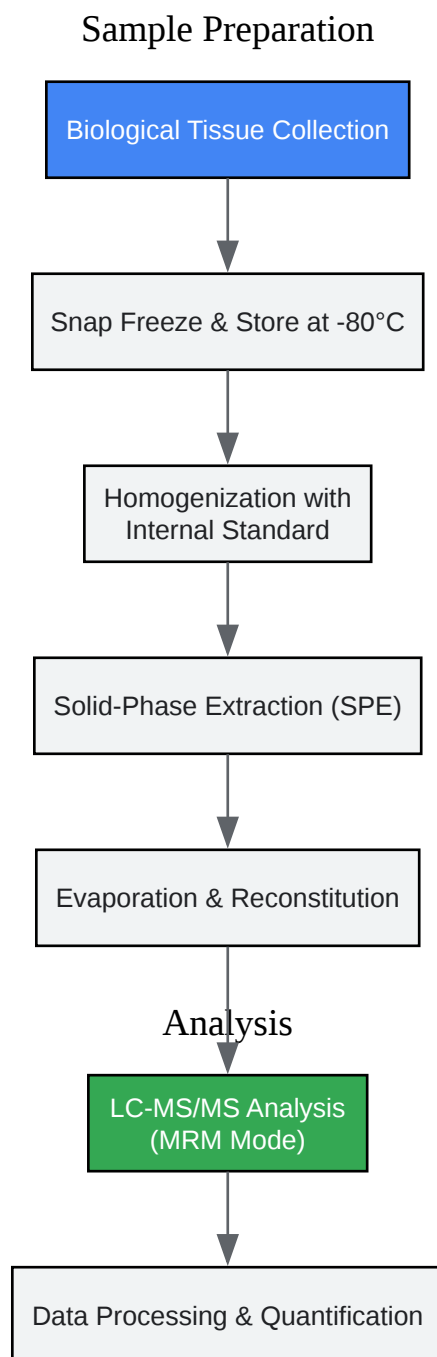 Sample Preparation
Biological Tissue Collection
Snap Freeze & Store at -80°C
Homogenization with
Internal Standard
Solid-Phase Extraction (SPE)
Evaporation & Reconstitution
Analysis
LC-MS/MS Analysis
(MRM Mode)
Data Processing & Quantification